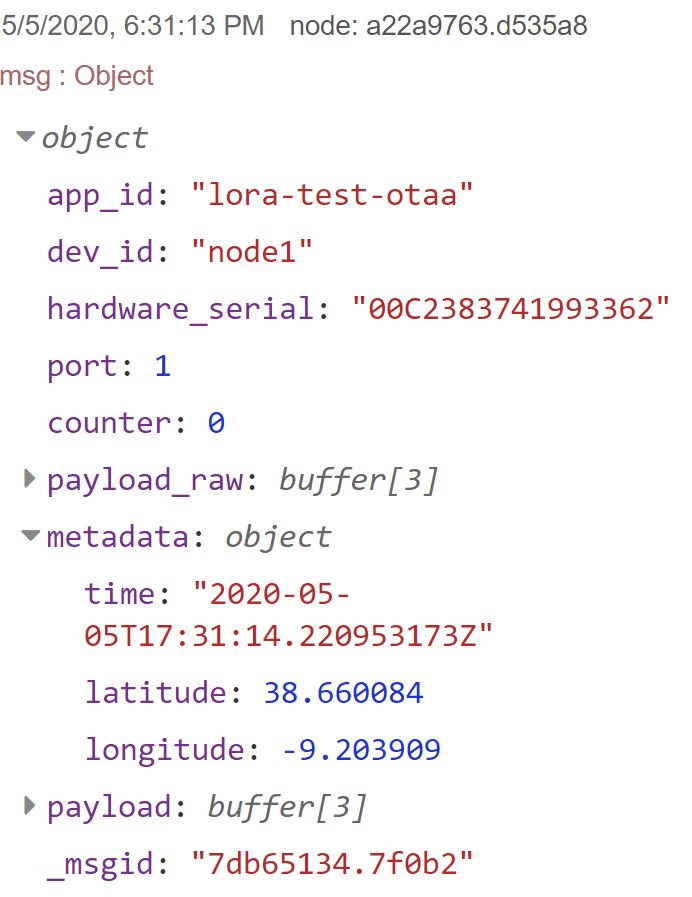 5/5/2020, 6:31:13 PM node: a22a9763.d535a8
msg : Object
object
app_id: "lora-test-otaa"
dev_id: "node1"
hardware_serial: "00C2383741993362"
port: 1
counter: 0
payload_raw: buffer[3]
metadata: object
time: "2020-05-
05T17:31:14.220953173Z"
latitude: 38.660084
longitude: -9.203909
payload: buffer[3]
_msgid: "7db65134.7f0b2"